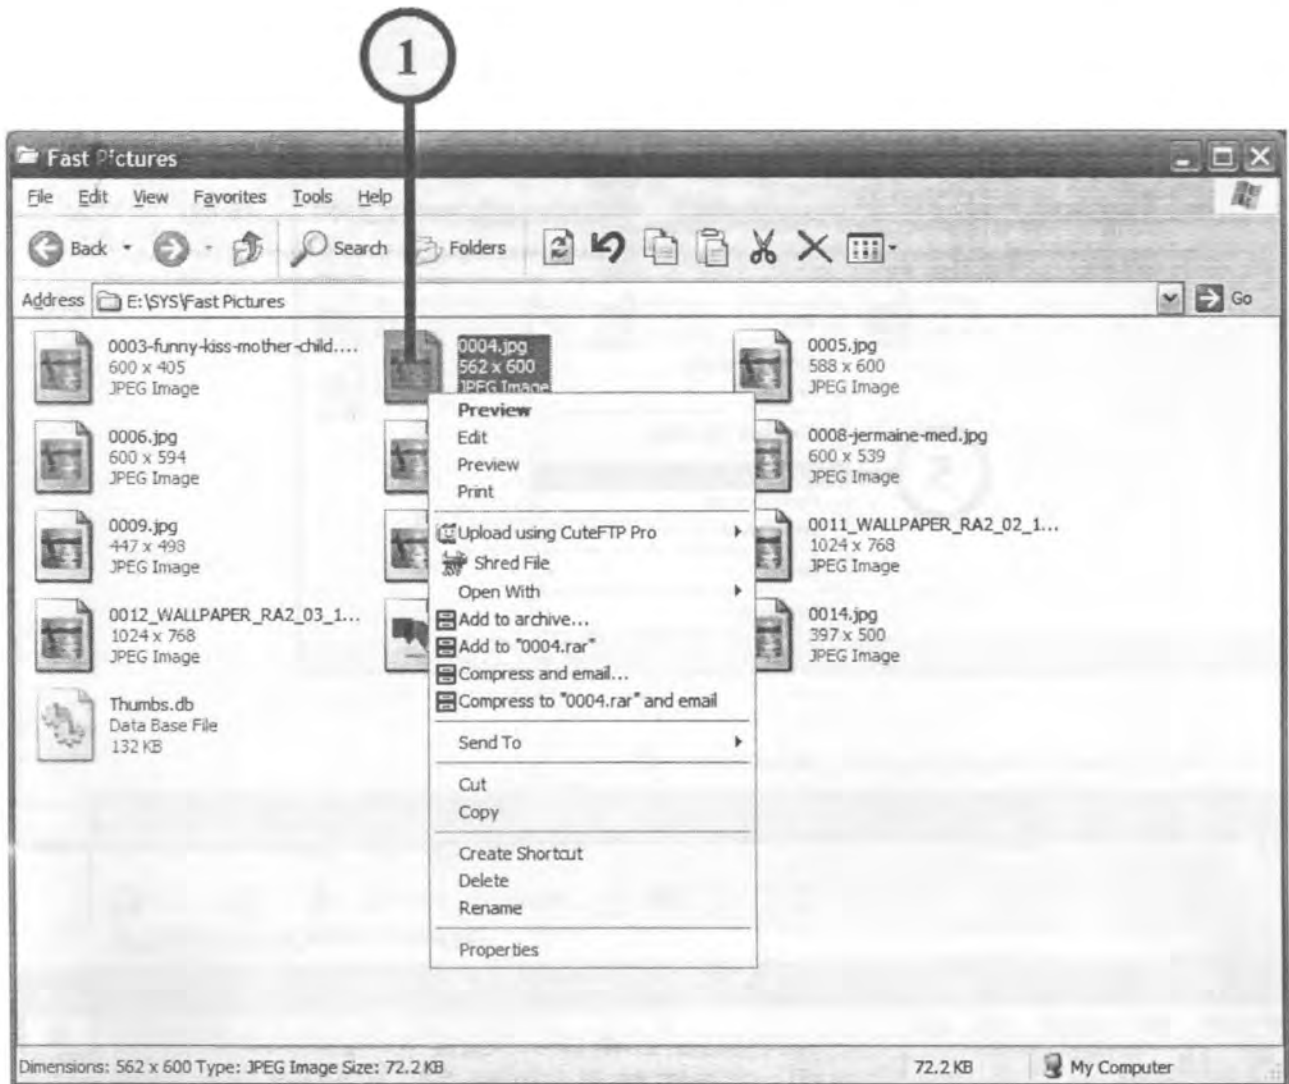 1
Fast Pictures
File Edit View Favorites Tools Help
Back Search Folders
Address E:\SYS\Fast Pictures Go
0003-funny-kiss-mother-child....
600 x 405
JPEG Image
0004.jpg
562 x 600
JPEG Image
0005.jpg
588 x 600
JPEG Image
0006.jpg
600 x 594
JPEG Image
0008-jermaine-med.jpg
600 x 539
JPEG Image
0009.jpg
447 x 493
JPEG Image
0011_WALLPAPER_RA2_02_1...
1024 x 768
JPEG Image
0012_WALLPAPER_RA2_03_1...
1024 x 768
JPEG Image
0014.jpg
397 x 500
JPEG Image
Thumbs.db
Data Base File
132 KB
Preview
Edit
Preview
Print
Upload using CuteFTP Pro
Shred File
Open With
Add to archive...
Add to "0004.rar"
Compress and email...
Compress to "0004.rar" and email
Send To
Cut
Copy
Create Shortcut
Delete
Rename
Properties
Dimensions: 562 x 600 Type: JPEG Image Size: 72.2 KB 72.2 KB My Computer